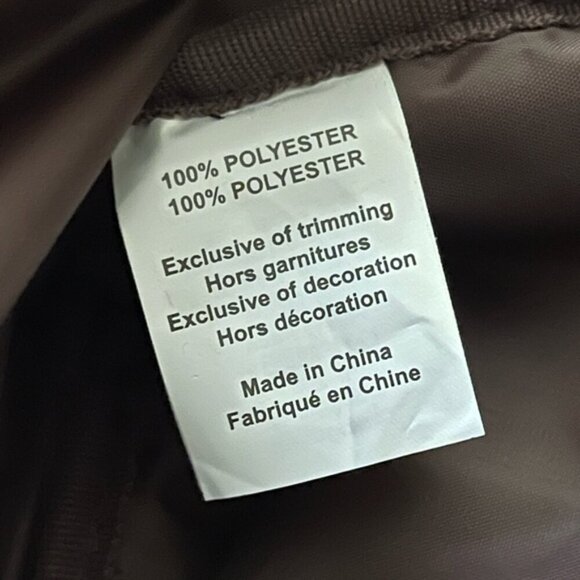 100% POLYESTER
100% POLYESTER
Exclusive of trimming
Hors garnitures
Exclusive of decoration
Hors décoration
Made in China
Fabriqué en Chine